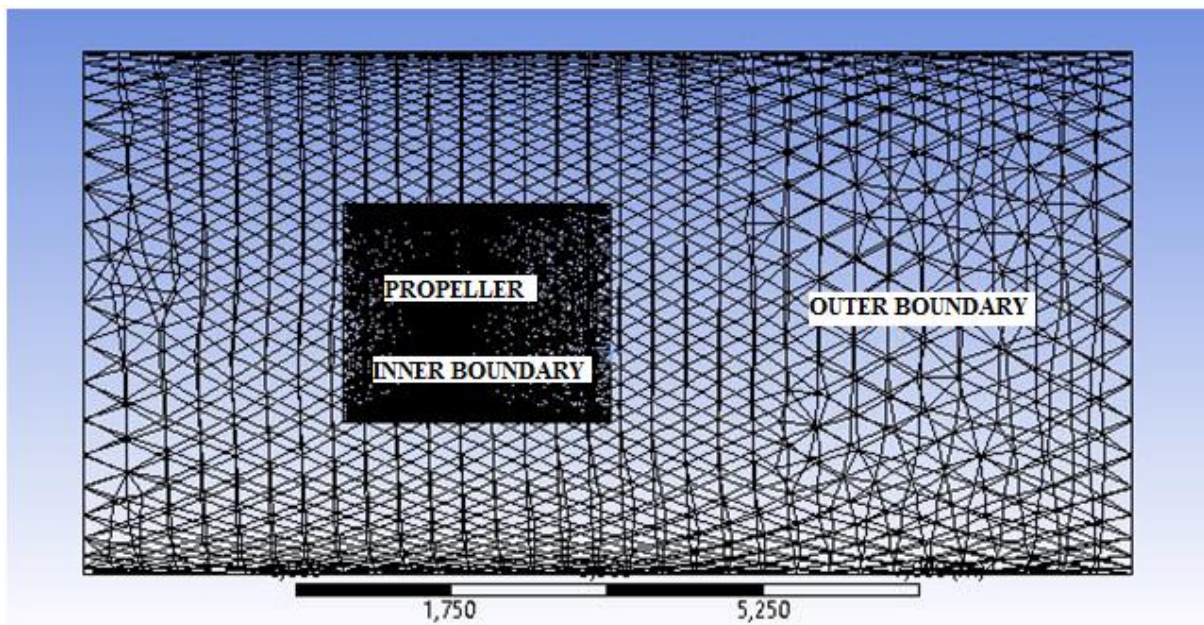 PROPELLER
OUTER BOUNDARY
INNER BOUNDARY
1,750
5,250